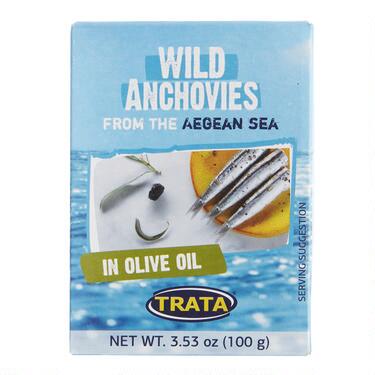 WILD
ANCHOVIES
FROM THE AEGEAN SEA
SERVING SUGGESTION
IN OLIVE OIL
TRATA
NET WT. 3.53 oz (100 g)